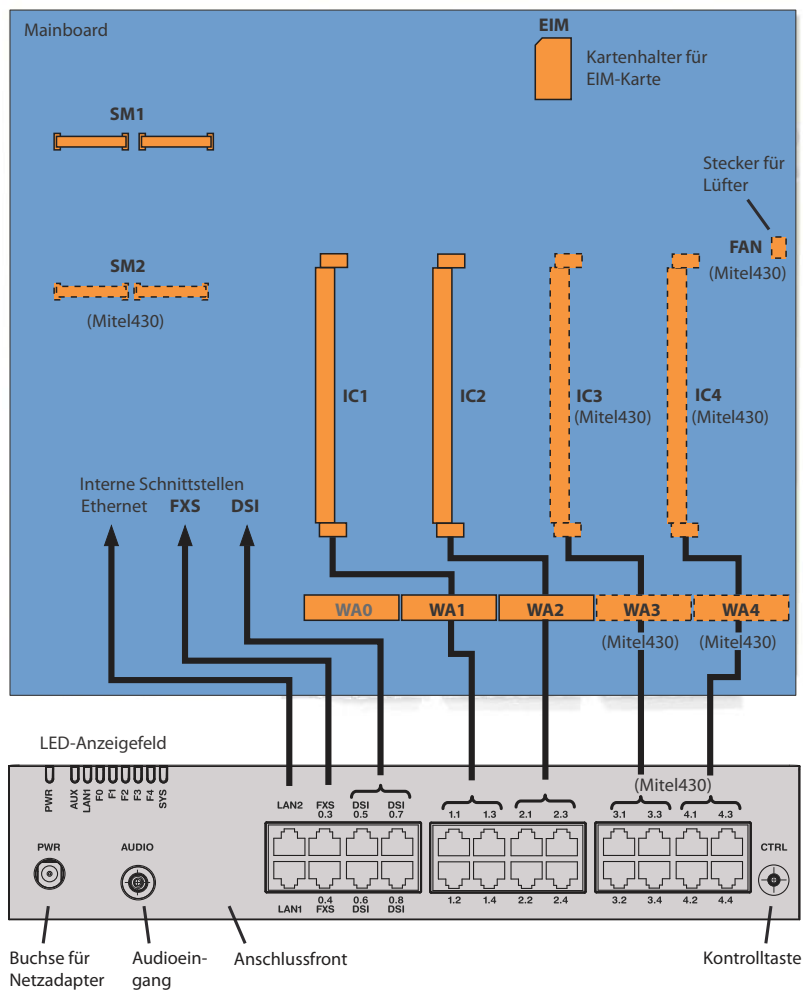 Mainboard
EIM
Kartenhalter für
EIM-Karte
SM1
Stecker für
Lüfter
FAN
(Mitel430)
SM2
(Mitel430)
IC1
IC2
IC3
(Mitel430)
IC4
(Mitel430)
Interne Schnittstellen
Ethernet FXS DSI
WA0 WA1 WA2 WA3 WA4
(Mitel430) (Mitel430)
LED-Anzeigefeld
PWR AUX LAN1 F0 F1 F2 F3 F4 SYS
(Mitel430)
LAN2 FXS DSI DSI
0.3 0.5 0.7
1.1 1.3 2.1 2.3
3.1 3.3 4.1 4.3
PWR AUDIO CTRL
0.4 0.6 0.8
LAN1 FXS DSI DSI
1.2 1.4 2.2 2.4
3.2 3.4 4.2 4.4
Buchse für
Netzadapter
Audioein-
gang
Anschlussfront
Kontrolltaste